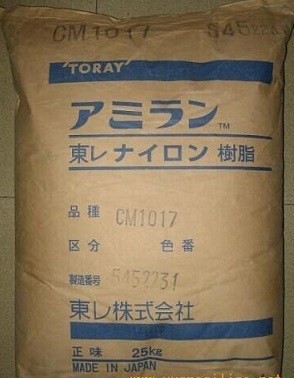 CM1017
'TORAY'
アミラン™
東レ ナイロン 樹脂
品種 CM1017
区分 色番
製造番号 5452231
東レ株式会社
正味 25kg
MADE IN JAPAN